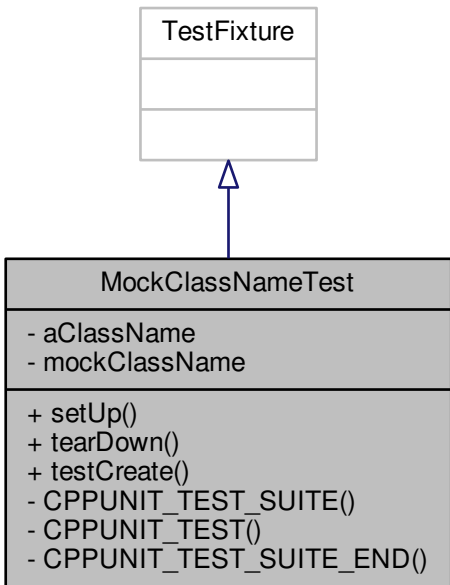 TestFixture
MockClassNameTest
- aClassName
- mockClassName
+ setUp()
+ tearDown()
+ testCreate()
- CPPUNIT_TEST_SUITE()
- CPPUNIT_TEST()
- CPPUNIT_TEST_SUITE_END()